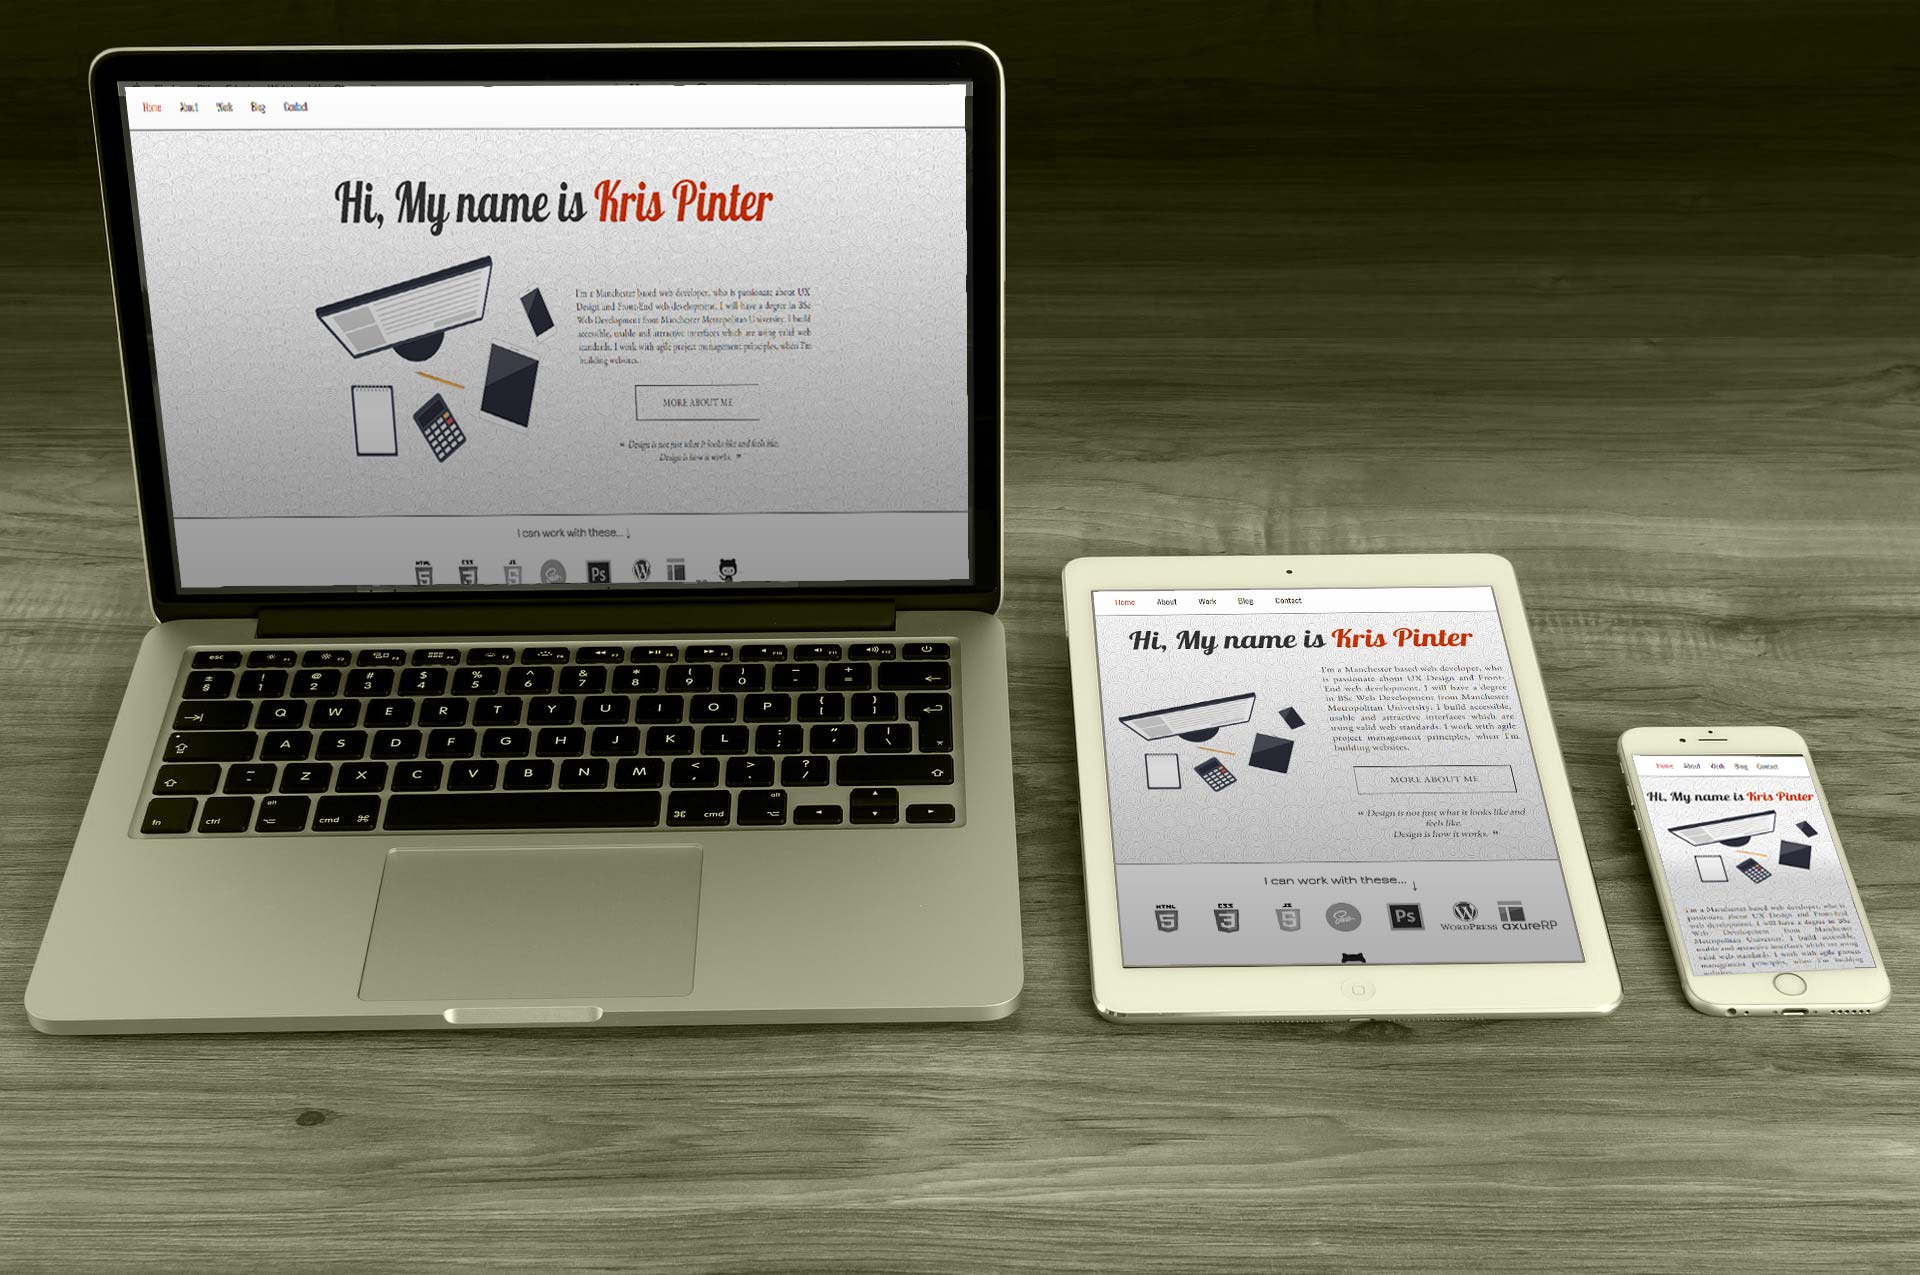 Home About Work Blog Contact
Hi, My name is Kris Pinter
I'm a Manchester based web developer, who is passionate about UX
Design and Front-End web development. I will have a degree in BSc
Web Development from Manchester Metropolitan University. I build
accessible, usable and attractive interfaces which are using valid web
standards. I work with agile project management principles, when I'm
building websites.
MORE ABOUT ME
❝ Design is not just what it looks like and feels like.
Design is how it works. ❞
I can work with these... ↓
HTML 5 CSS 3 JS 5 Sass Ps
esc F1 F2 F3 F4 F5 F6 F7 F8 F9 F10 F11 F12
± § ! 1 @ 2 # 3 $ 4 % 5 ^ 6 & 7 * 8 ( 9 ) 0 – - + =
Q W E R T Y U I O P { [ } ]
A S D F G H J K L : ; " ' | \
~ ` Z X C V B N M < , > . ? /
fn ctrl alt ⌥ cmd ⌘ ⌘ cmd alt ⌥
Home About Work Blog Contact
Hi, My name is Kris Pinter
I'm a Manchester based web developer, who
is passionate about UX Design and Front-
End web development. I will have a degree
in BSc Web Development from Manchester
Metropolitan University. I build accessible,
usable and attractive interfaces which are
using valid web standards. I work with agile
project management principles, when I'm
building websites.
MORE ABOUT ME
❝ Design is not just what it looks like and
feels like.
Design is how it works. ❞
I can work with these... ↓
HTML 5 CSS 3 JS 5 Sass Ps WORDPRESS axureRP
Home About Work Blog Contact
Hi, My name is Kris Pinter
I'm a Manchester based web developer, who is
passionate about UX Design and Front-End
web development. I will have a degree in BSc
Web Development from Manchester
Metropolitan University. I build accessible,
usable and attractive interfaces which are using
valid web standards. I work with agile project
management principles, when I'm building
websites.